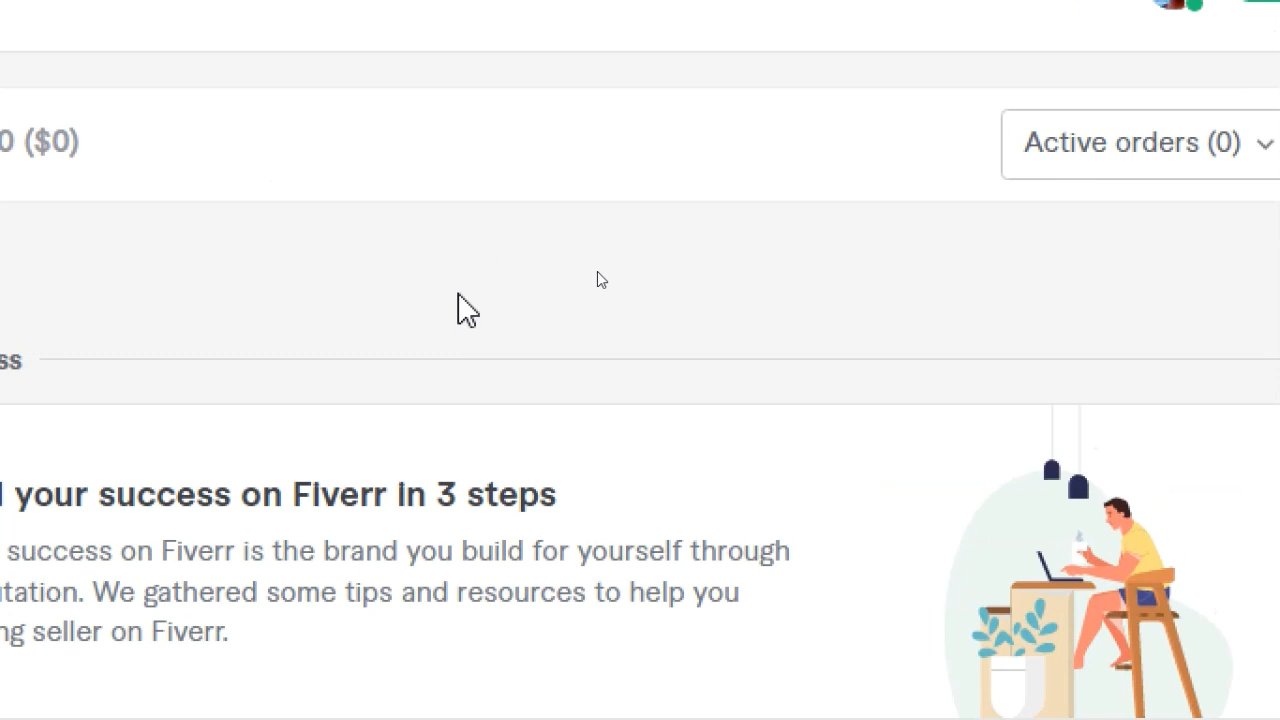 0 ($0)
Active orders (0)
ss
your success on Fiverr in 3 steps
success on Fiverr is the brand you build for yourself through
tation. We gathered some tips and resources to help you
ng seller on Fiverr.